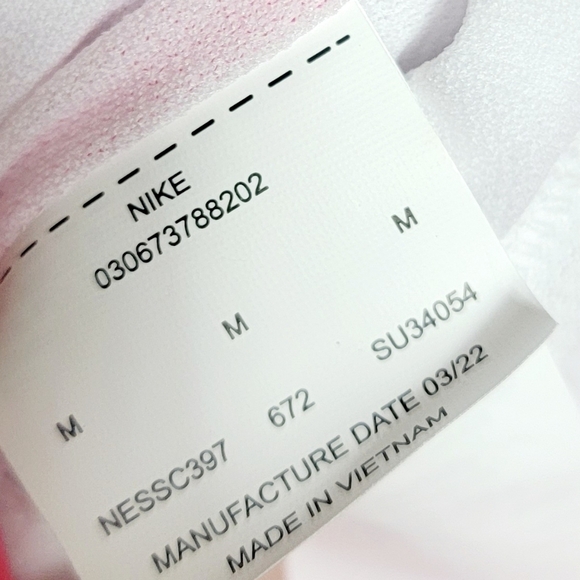 NIKE
030673788202
M M M
NESSC397 672 SU34054
MANUFACTURE DATE 03/22
MADE IN VIETNAM